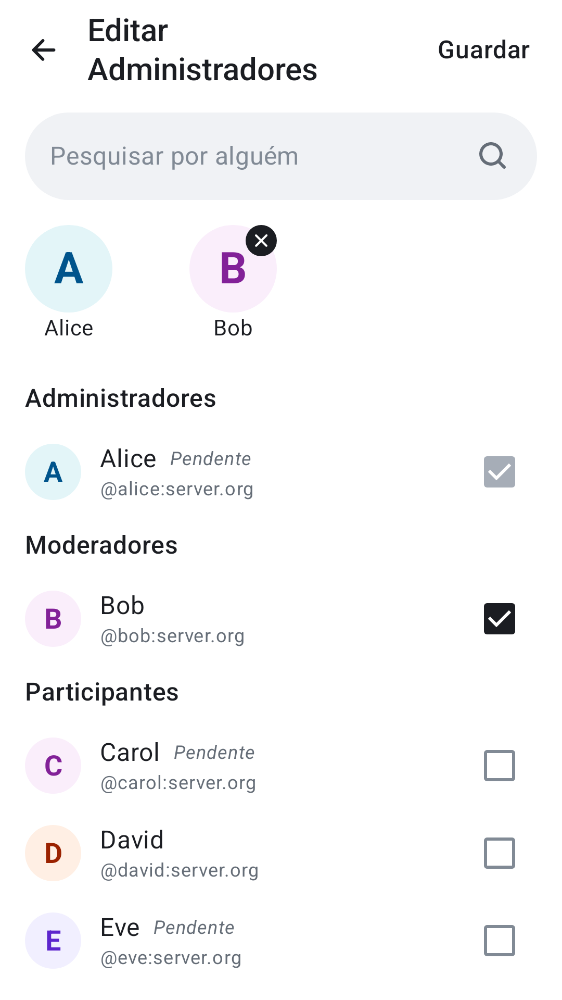 Editar
Administradores
Guardar
Pesquisar por alguém
A
B
Alice
Bob
Administradores
A
Alice Pendente
@alice:server.org
Moderadores
B
Bob
@bob:server.org
Participantes
C
Carol Pendente
@carol:server.org
D
David
@david:server.org
E
Eve Pendente
@eve:server.org